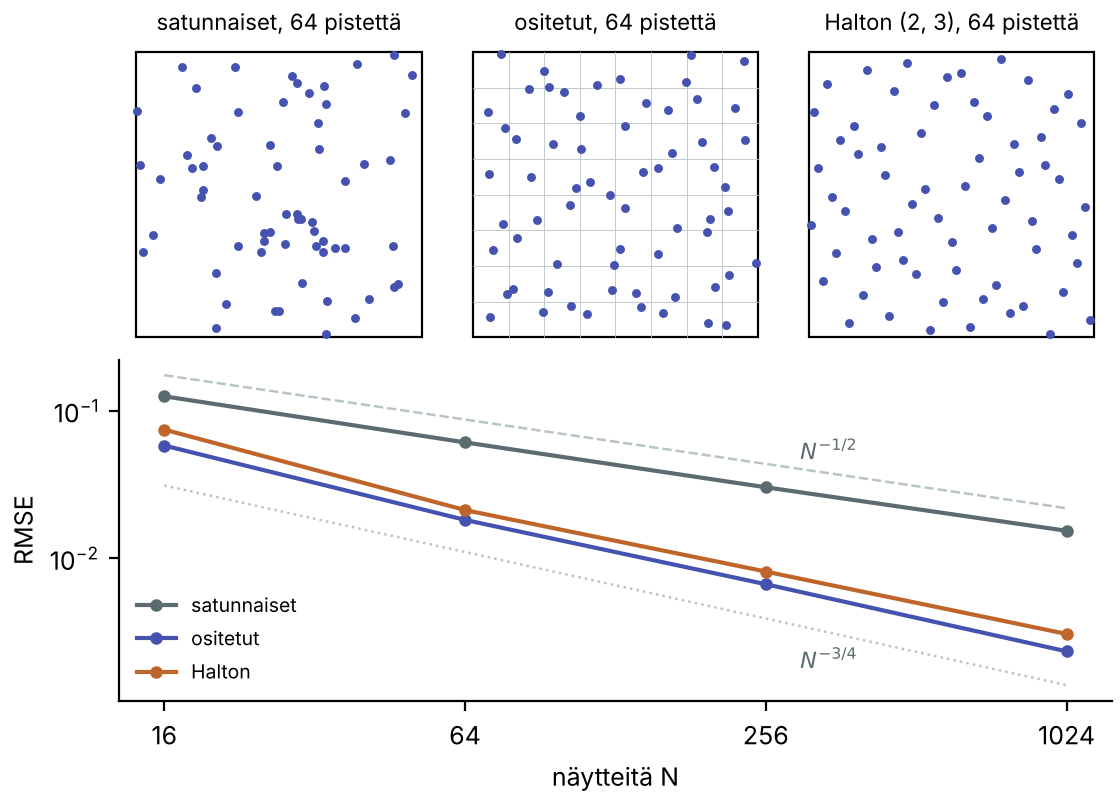 satunnaiset, 64 pistettä
ositetut, 64 pistettä
Halton (2, 3), 64 pistettä
10⁻¹
10⁻²
RMSE
N⁻¹/²
N⁻³/⁴
satunnaiset
ositetut
Halton
16
64
256
1024
näytteitä N